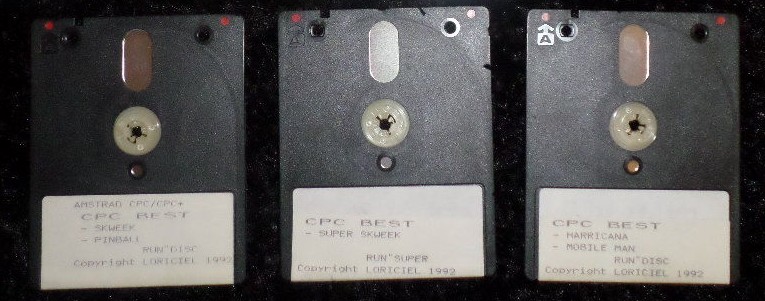 AMSTRAD CPC/CPC+
CPC BEST
- SKWEEK
- PINBALL
RUN"DISC
Copyright LORICIEL 1992
CPC BEST
- SUPER SKWEEK
RUN"SUPER
Copyright LORICIEL 1992
A
CPC BEST
- HARRICANA
- MOBILE MAN
RUN"DISC
Copyright LORICIEL 1992